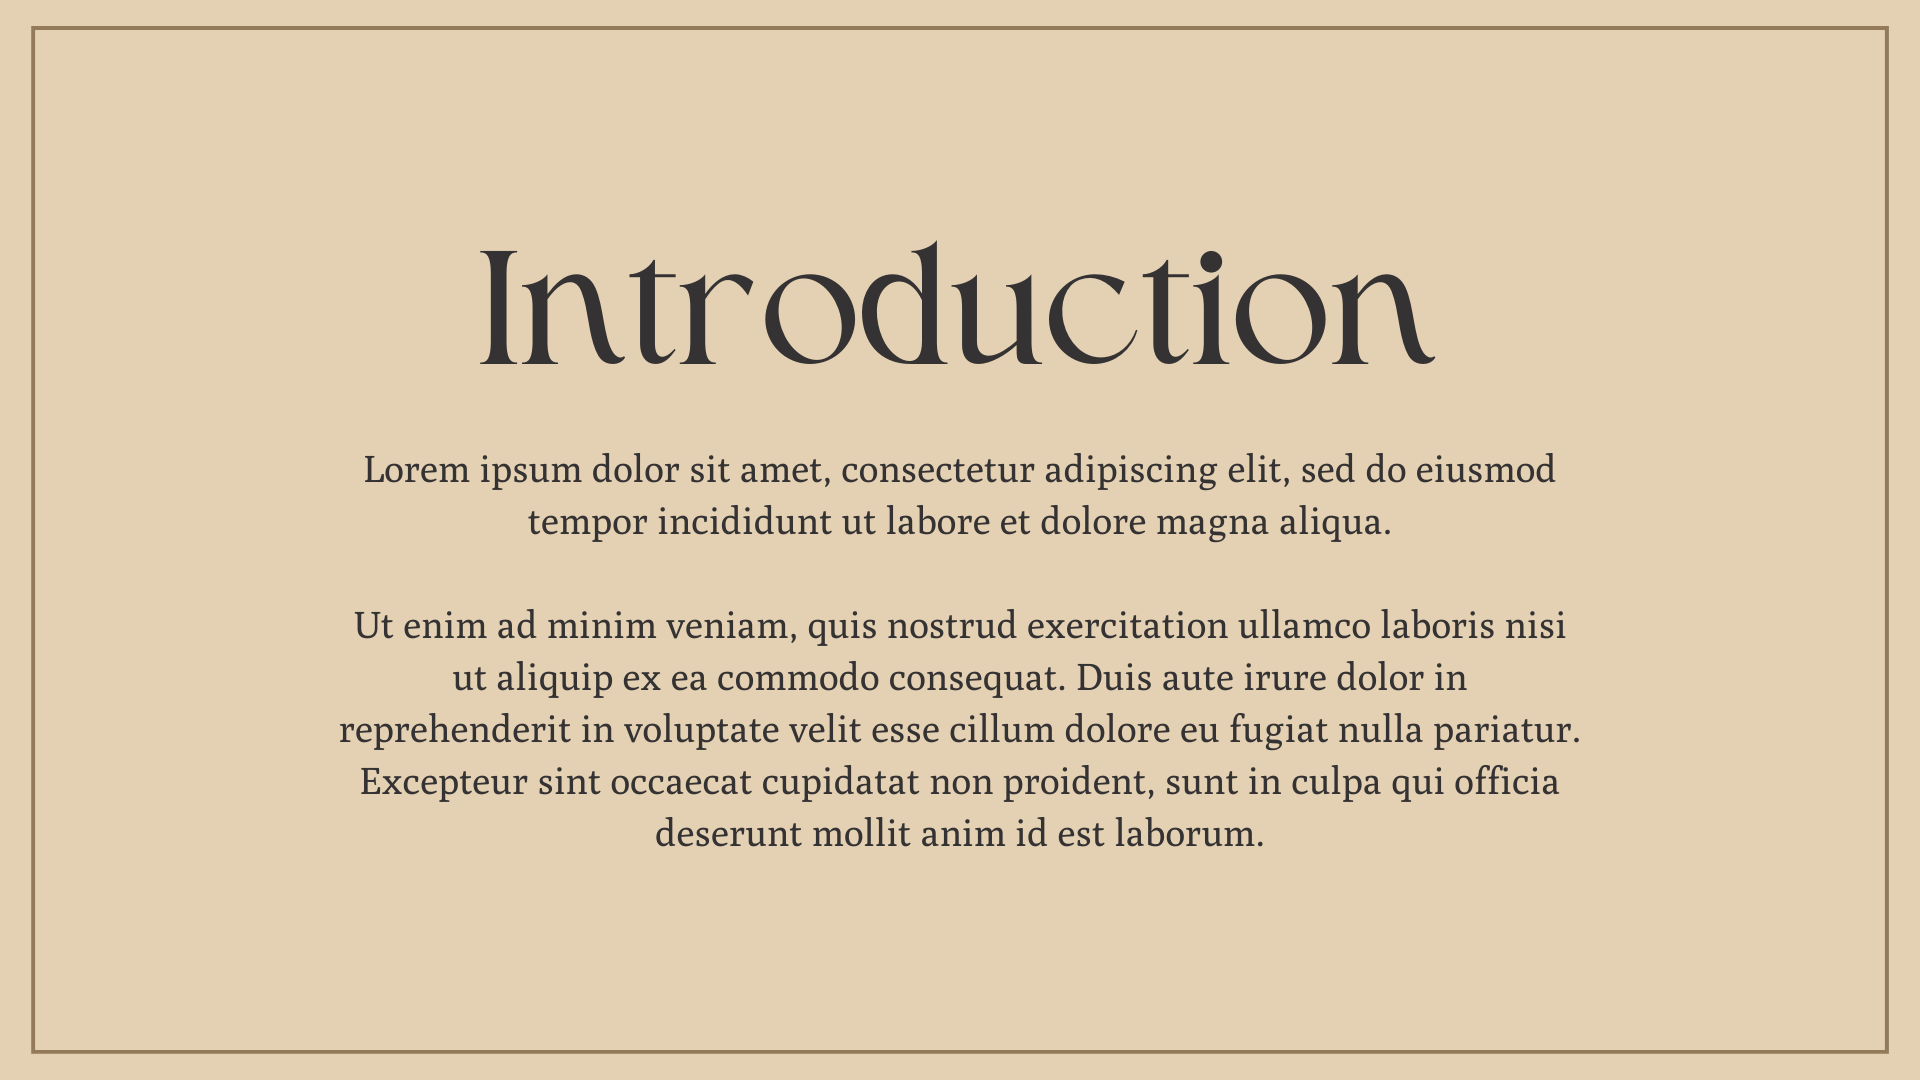 Introduction
Lorem ipsum dolor sit amet, consectetur adipiscing elit, sed do eiusmod
tempor incididunt ut labore et dolore magna aliqua.
Ut enim ad minim veniam, quis nostrud exercitation ullamco laboris nisi
ut aliquip ex ea commodo consequat. Duis aute irure dolor in
reprehenderit in voluptate velit esse cillum dolore eu fugiat nulla pariatur.
Excepteur sint occaecat cupidatat non proident, sunt in culpa qui officia
deserunt mollit anim id est laborum.